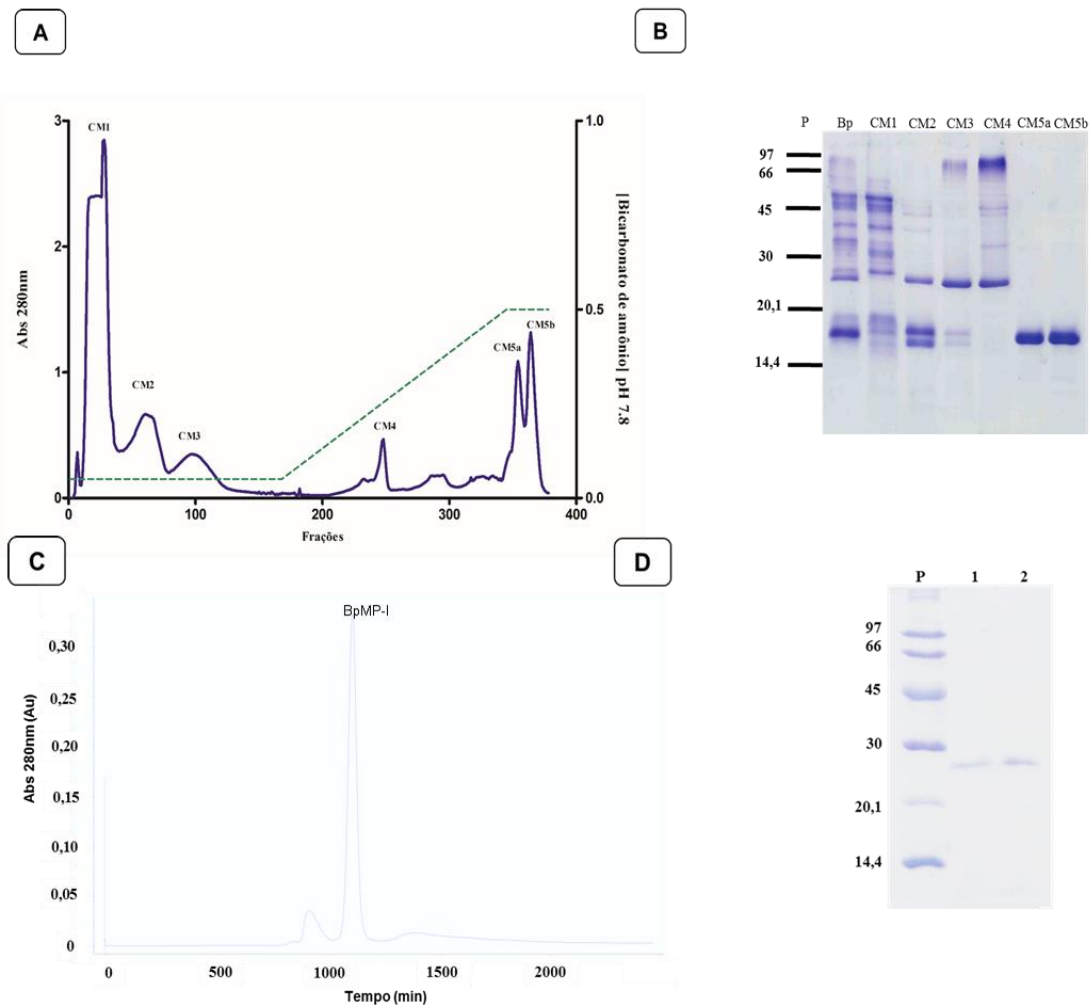 A
B
3
2
1
0
Abs 280nm
1.0
0.5
0.0
[Bicarbonato de amônio] pH 7.8
CM1
CM2
CM3
CM4
CM5a
CM5b
0 100 200 300 400
Frações
P Bp CM1 CM2 CM3 CM4 CM5a CM5b
97
66
45
30
20,1
14,4
C
D
BpMP-I
0,30
0,25
0,20
0,15
0,10
0,05
0
Abs 280nm (Au)
0 500 1000 1500 2000
Tempo (min)
P 1 2
97
66
45
30
20,1
14,4